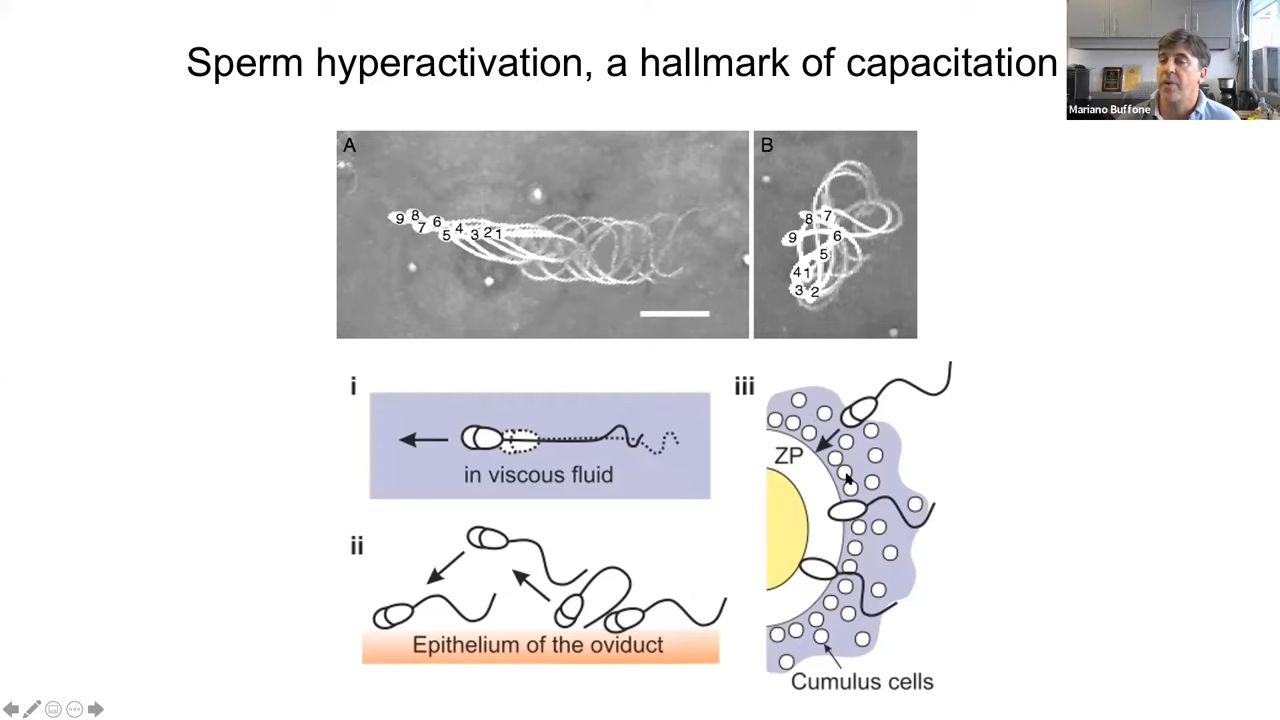 Sperm hyperactivation, a hallmark of capacitation
Mariano Buffone
A
9 8 7 6 5 4 3 2 1
B
8 7 9 6 5 4 1 3 2
i
in viscous fluid
ii
Epithelium of the oviduct
iii
ZP
Cumulus cells